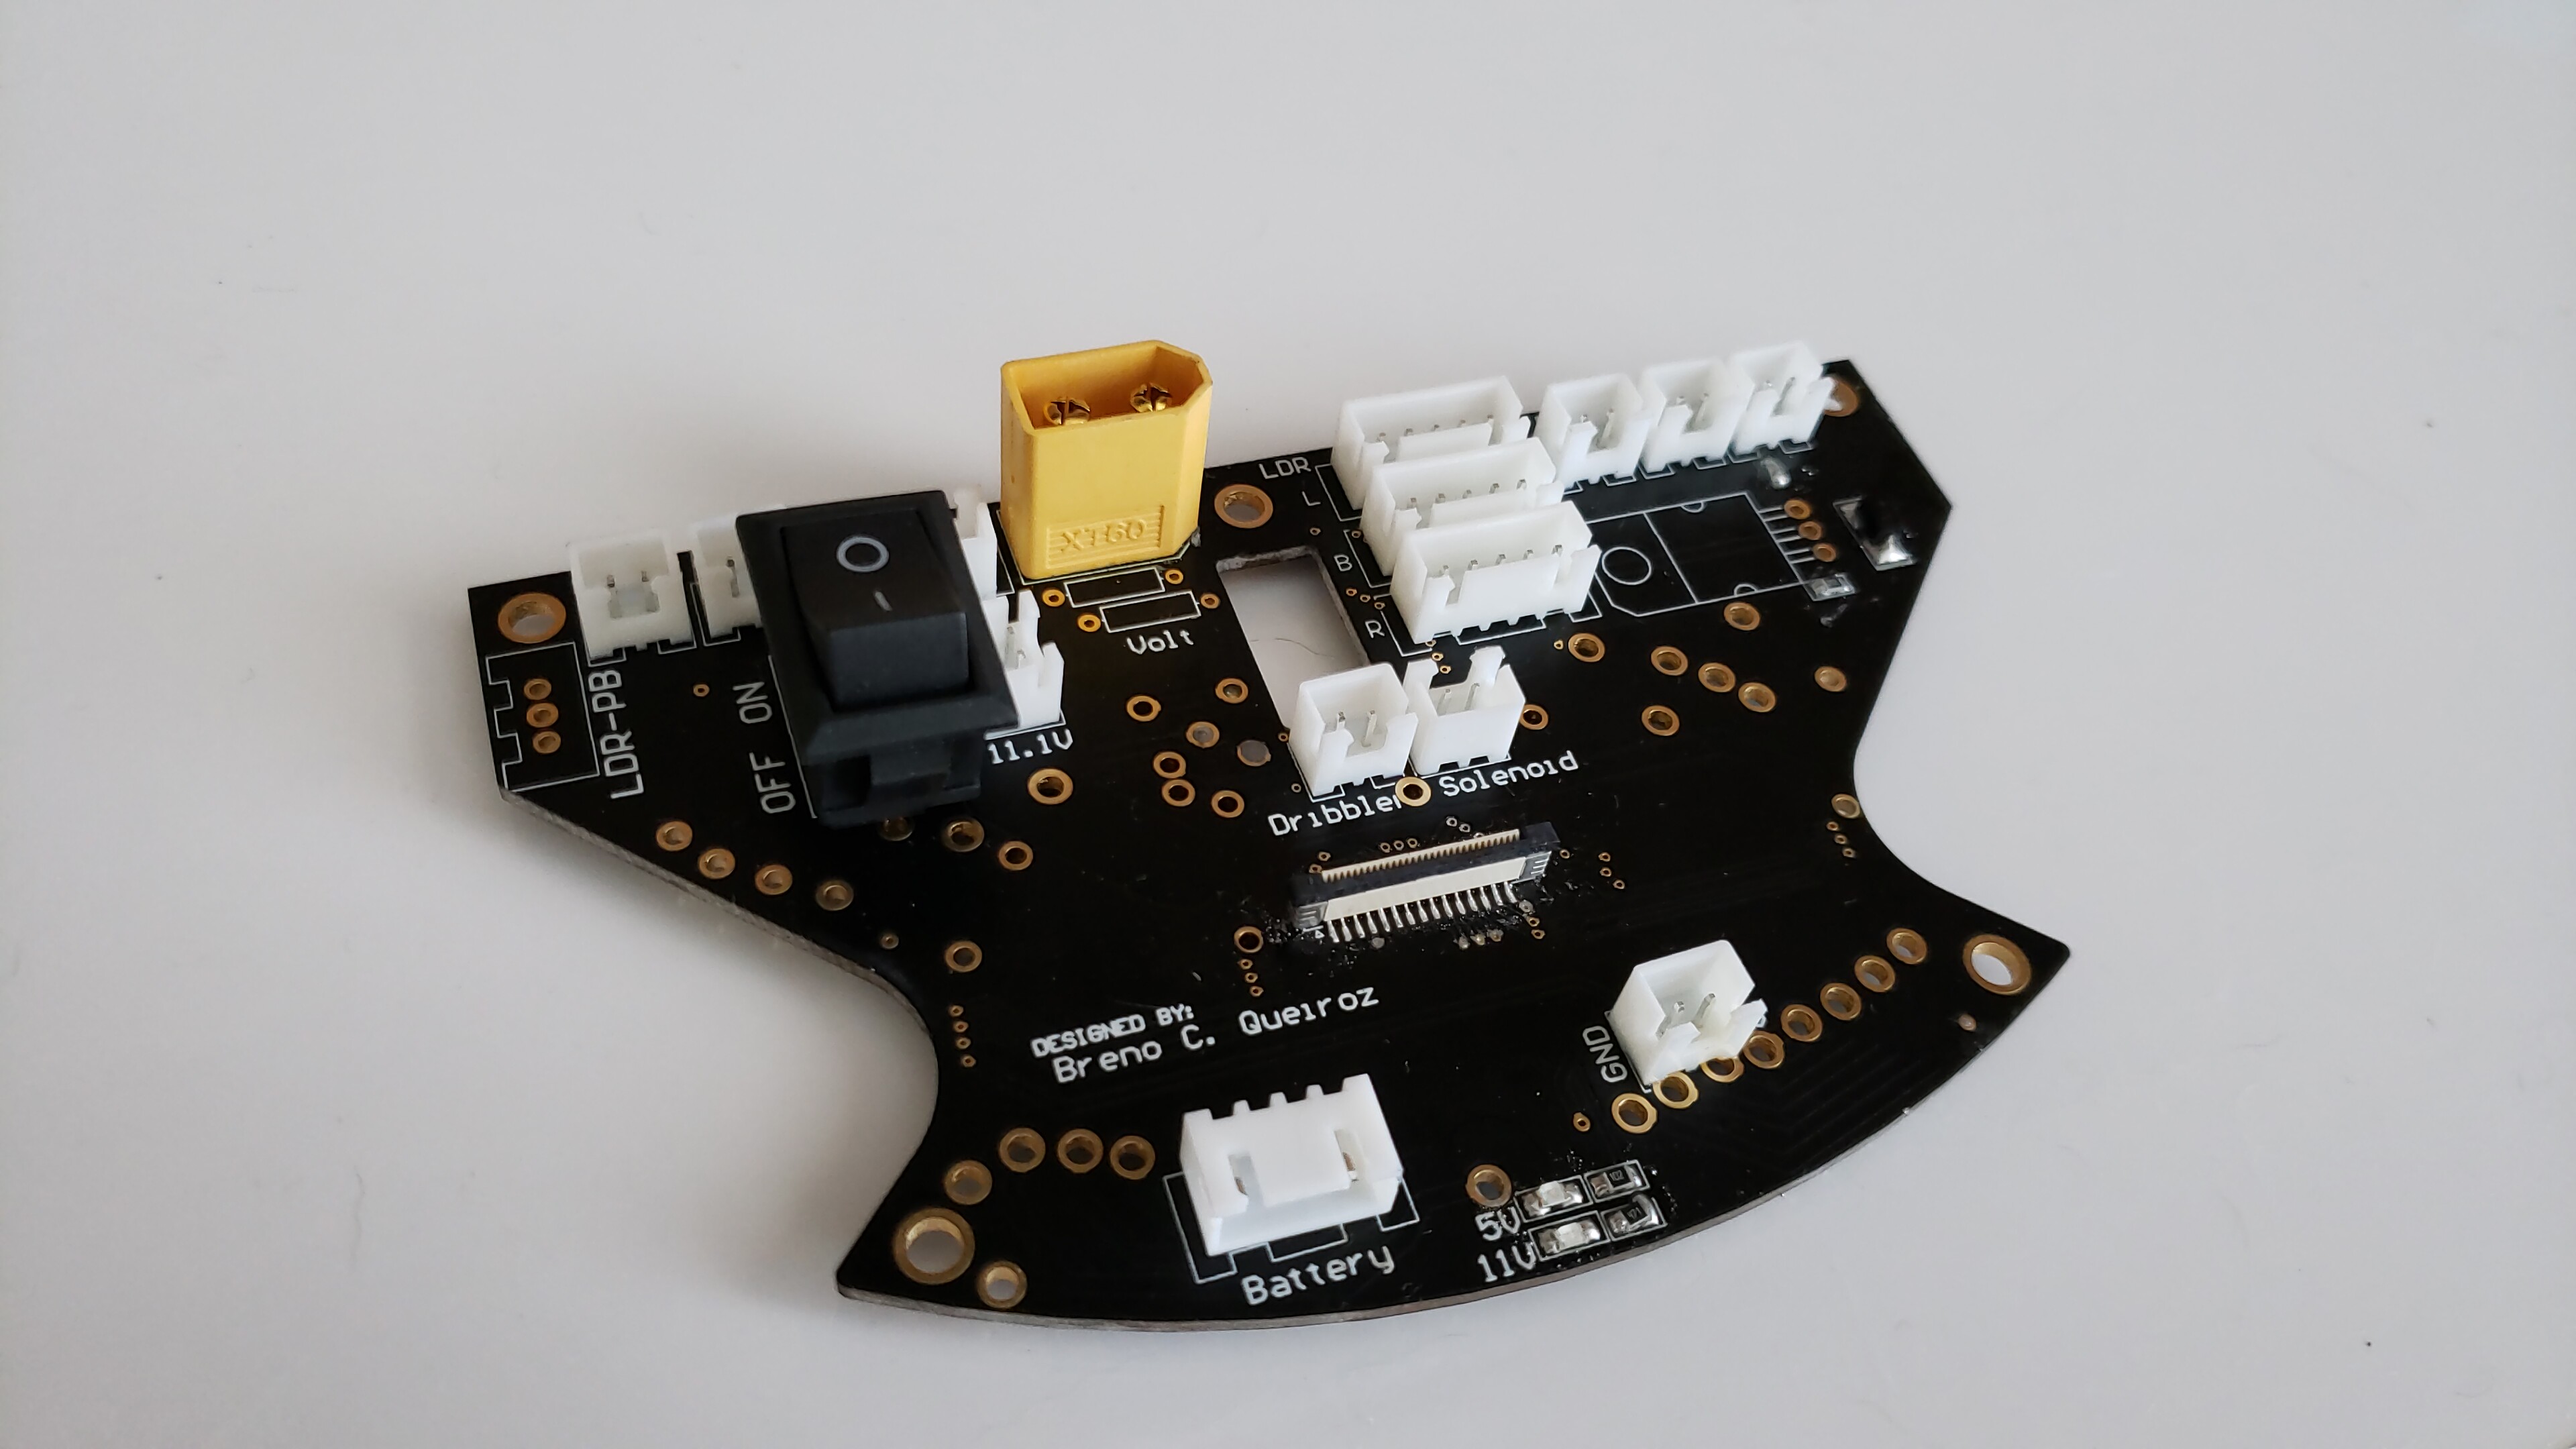 XT60
LDR
L
B
R
Volt
O
I
ON
OFF
LDR-PB
11.1V
Dribbler
Solenoid
DESIGNED BY:
Breno C. Queiroz
GND
Battery
5V
11V